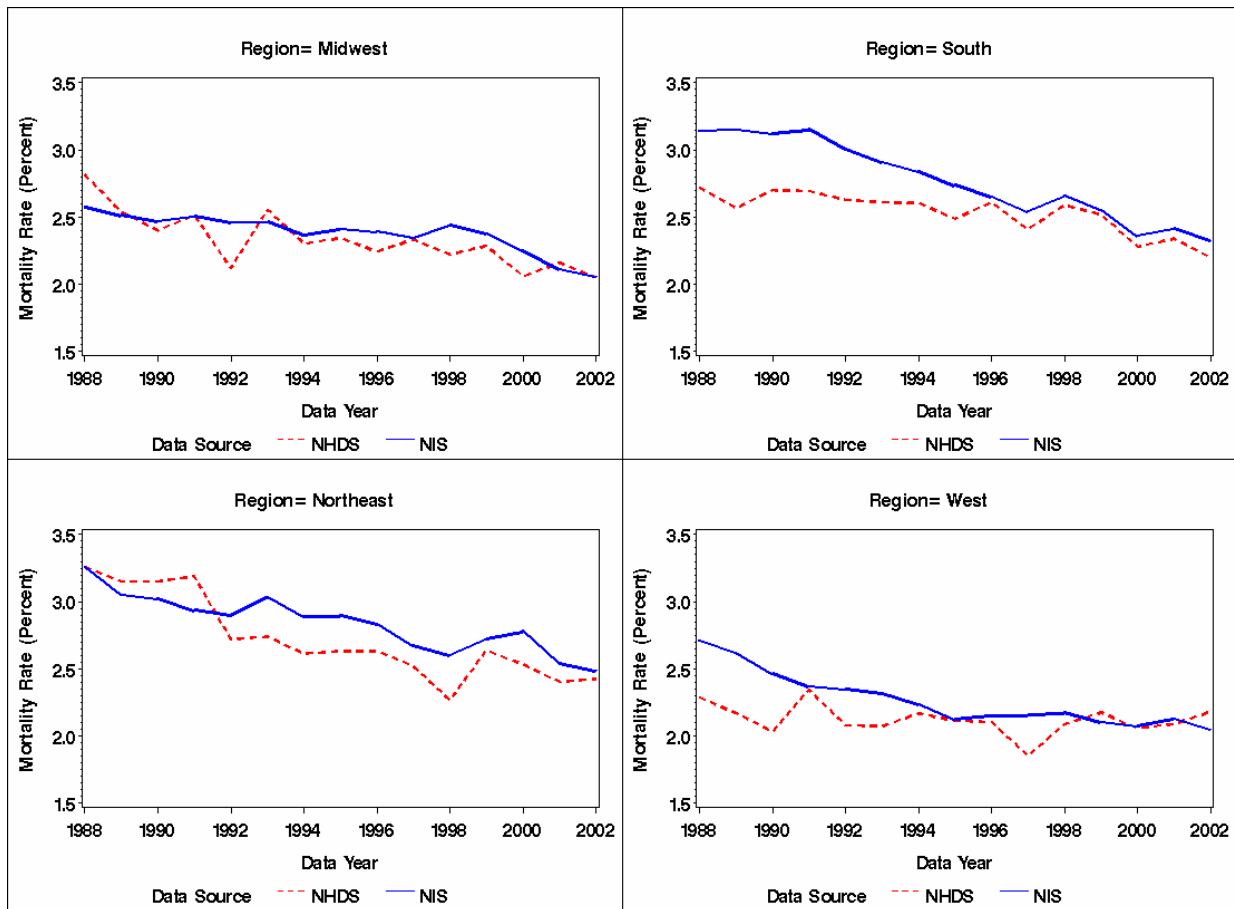 Region= Midwest
Mortality Rate (Percent)
3.5
3.0
2.5
2.0
1.5
1988 1990 1992 1994 1996 1998 2000 2002
Data Year
Data Source NHDS NIS
Region= South
Mortality Rate (Percent)
3.5
3.0
2.5
2.0
1.5
1988 1990 1992 1994 1996 1998 2000 2002
Data Year
Data Source NHDS NIS
Region= Northeast
Mortality Rate (Percent)
3.5
3.0
2.5
2.0
1.5
1988 1990 1992 1994 1996 1998 2000 2002
Data Year
Data Source NHDS NIS
Region= West
Mortality Rate (Percent)
3.5
3.0
2.5
2.0
1.5
1988 1990 1992 1994 1996 1998 2000 2002
Data Year
Data Source NHDS NIS